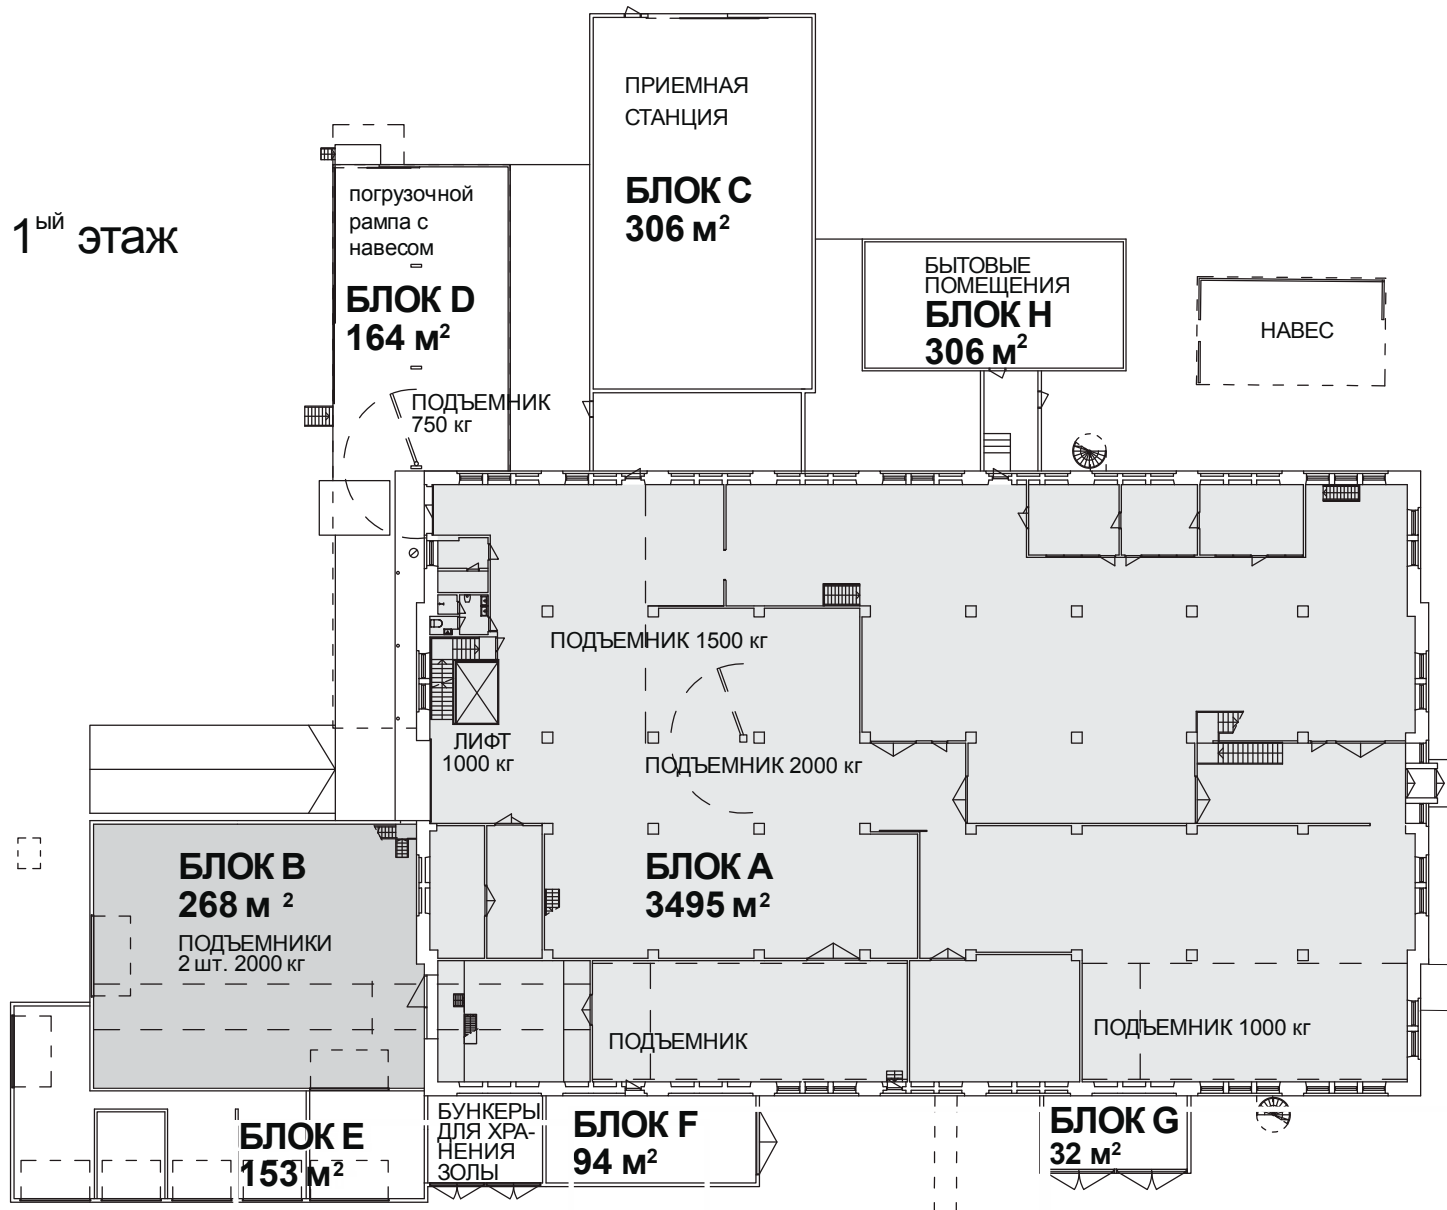 ПРИЕМНАЯ
СТАНЦИЯ
БЛОК C
306 м²
1ый этаж
погрузочной
рампа с
навесом
БЛОК D
164 м²
БЫТОВЫЕ
ПОМЕЩЕНИЯ
БЛОК H
306 м²
НАВЕС
ПОДЪЕМНИК
750 кг
ПОДЪЕМНИК 1500 кг
ЛИФТ
1000 кг
ПОДЪЕМНИК 2000 кг
БЛОК B
268 м ²
ПОДЪЕМНИКИ
2 шт. 2000 кг
БЛОК A
3495 м²
ПОДЪЕМНИК
ПОДЪЕМНИК 1000 кг
БЛОК E
153 м²
БУНКЕРЫ
ДЛЯ ХРА-
НЕНИЯ
ЗОЛЫ
БЛОК F
94 м²
БЛОК G
32 м²